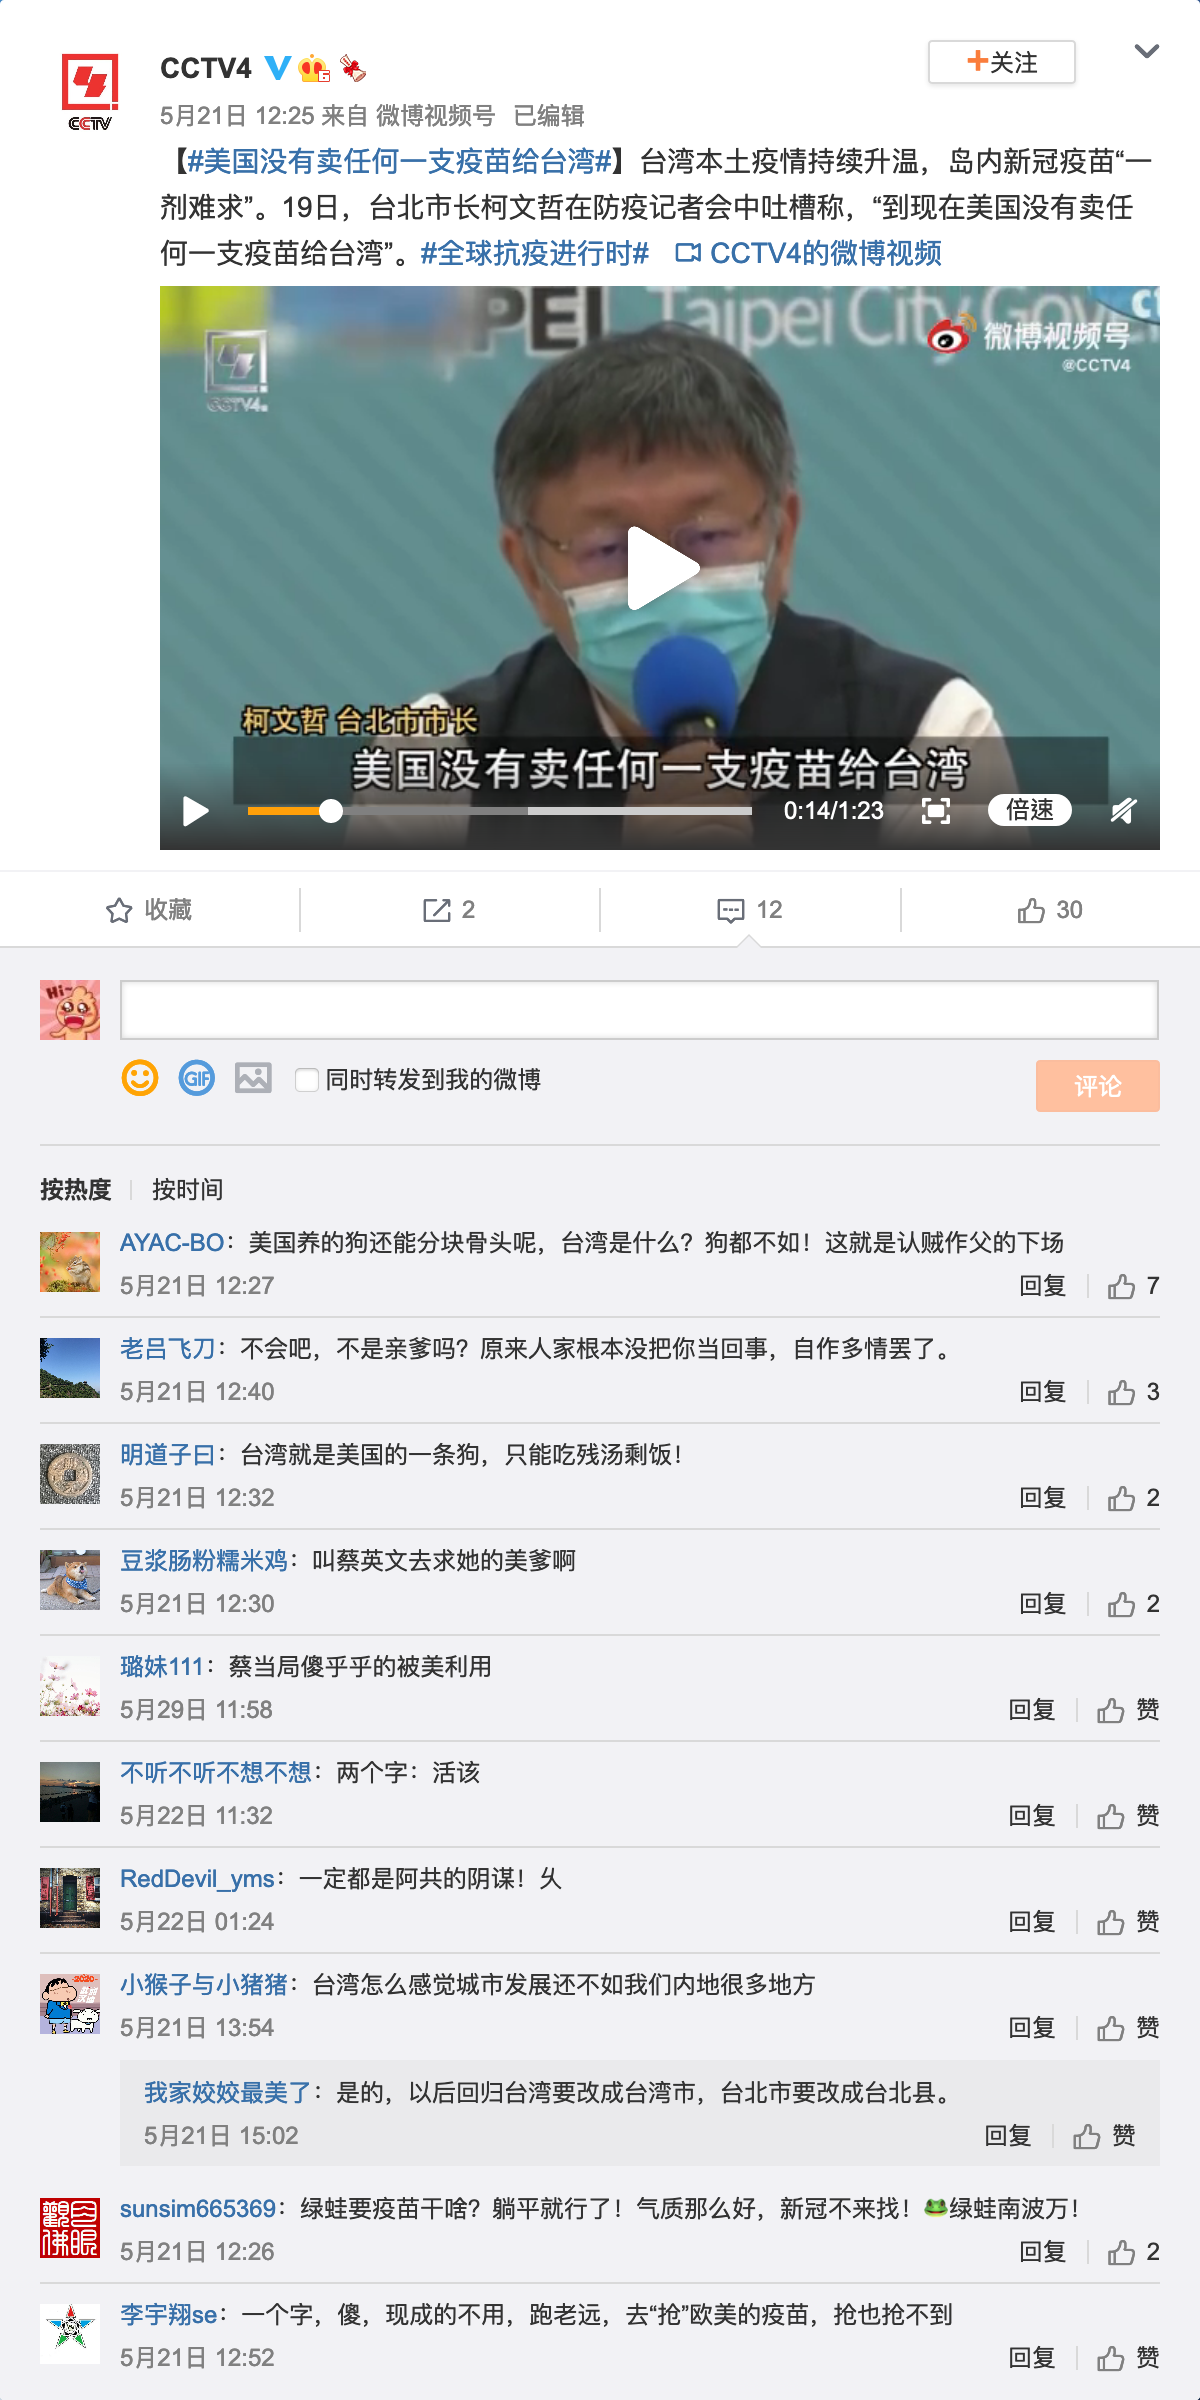 CCTV4
+关注
CCTV
5月21日 12:25 来自 微博视频号 已编辑
【#美国没有卖任何一支疫苗给台湾#】台湾本土疫情持续升温，岛内新冠疫苗“一
剂难求”。19日，台北市长柯文哲在防疫记者会中吐槽称，“到现在美国没有卖任
何一支疫苗给台湾”。#全球抗疫进行时# CCTV4的微博视频
PEI Taipei City Gov
微博视频号
@CCTV4
CCTV4
柯文哲 台北市市长
美国没有卖任何一支疫苗给台湾
0:14/1:23
倍速
收藏
2
12
30
Hi~
GIF
同时转发到我的微博
评论
按热度
按时间
AYAC-BO：美国养的狗还能分块骨头呢，台湾是什么？狗都不如！这就是认贼作父的下场
5月21日 12:27
回复 7
老吕飞刀：不会吧，不是亲爹吗？原来人家根本没把你当回事，自作多情罢了。
5月21日 12:40
回复 3
明道子曰：台湾就是美国的一条狗，只能吃残汤剩饭！
5月21日 12:32
回复 2
豆浆肠粉糯米鸡：叫蔡英文去求她的美爹啊
5月21日 12:30
回复 2
璐妹111：蔡当局傻乎乎的被美利用
5月29日 11:58
回复 赞
不听不听不想不想：两个字：活该
5月22日 11:32
回复 赞
RedDevil_yms：一定都是阿共的阴谋！乆
5月22日 01:24
回复 赞
小猴子与小猪猪：台湾怎么感觉城市发展还不如我们内地很多地方
5月21日 13:54
回复 赞
我家姣姣最美了：是的，以后回归台湾要改成台湾市，台北市要改成台北县。
5月21日 15:02
回复 赞
sunsim665369：绿蛙要疫苗干啥？躺平就行了！气质那么好，新冠不来找！🐸绿蛙南波万！
5月21日 12:26
回复 2
李宇翔se：一个字，傻，现成的不用，跑老远，去“抢”欧美的疫苗，抢也抢不到
5月21日 12:52
回复 赞